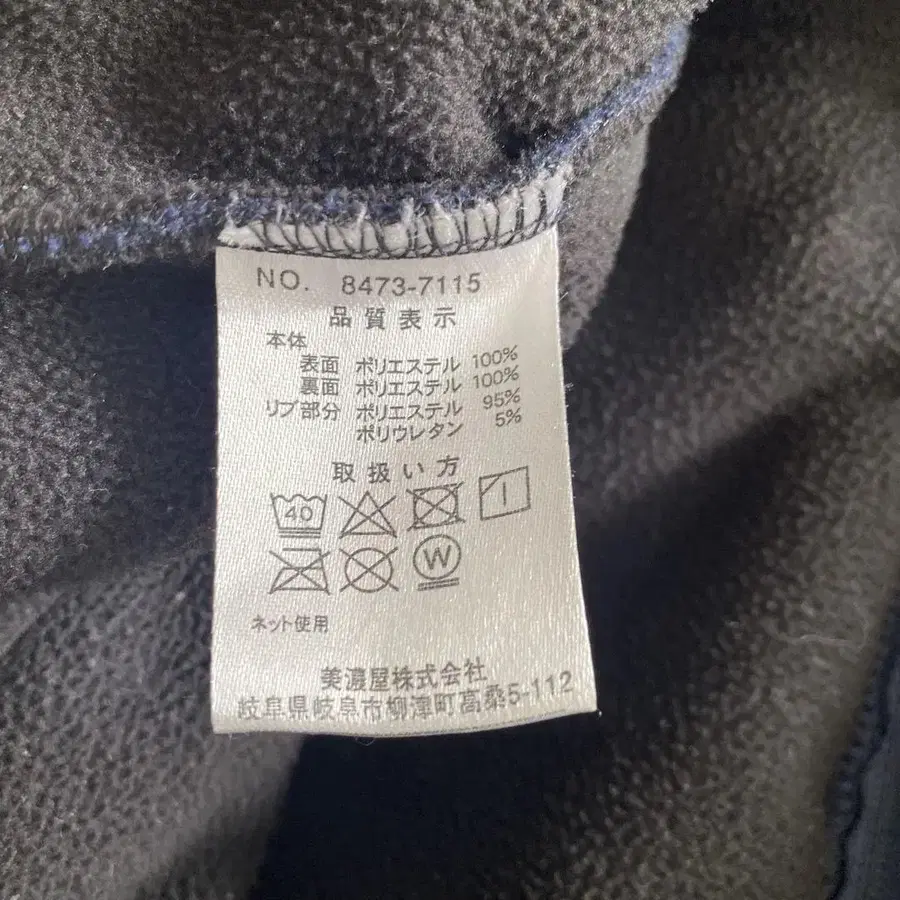 NO. 8473-7115
品質表示
本体
表面 ポリエステル 100%
裏面 ポリエステル 100%
リブ部分 ポリエステル 95%
ポリウレタン 5%
取扱い方
40
W
ネット使用
美濃屋株式会社
岐阜県岐阜市柳津町高桑5-112